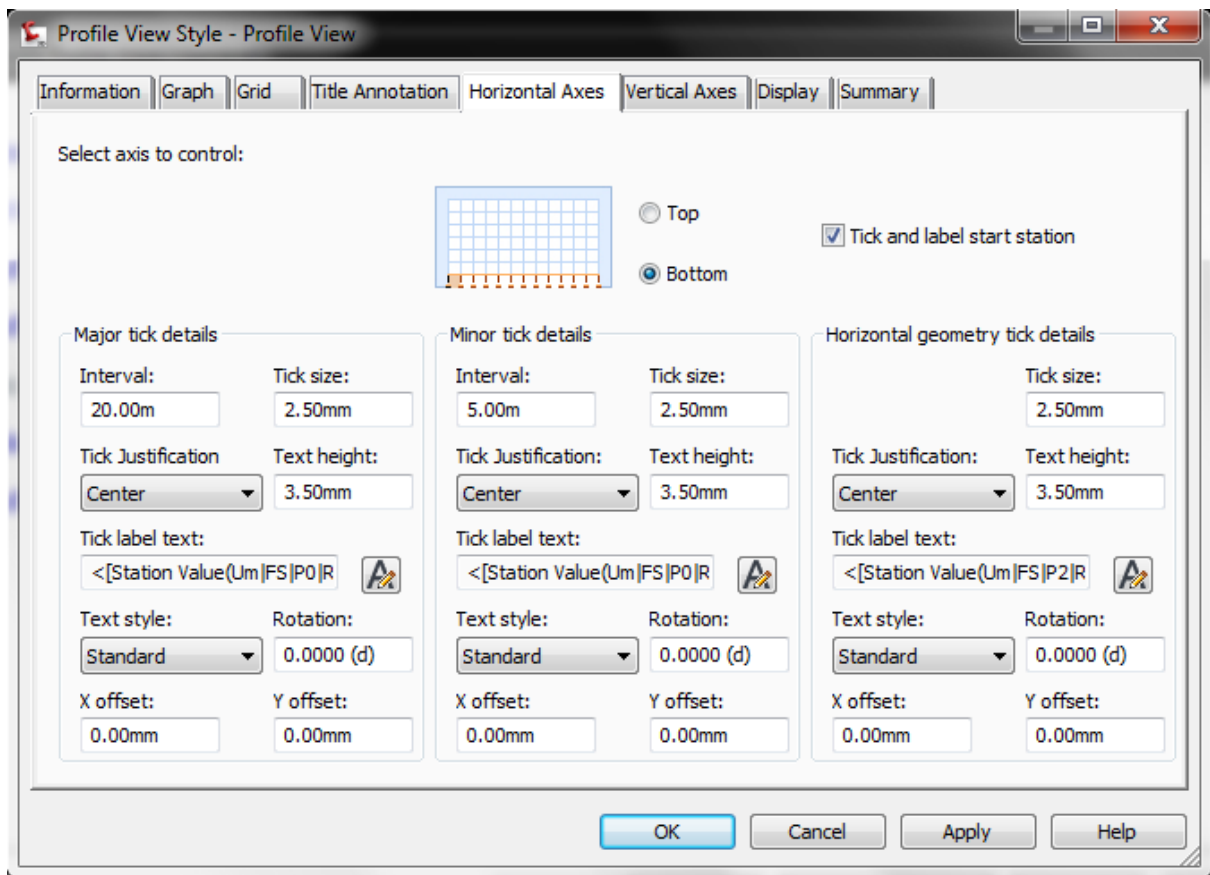 Profile View Style - Profile View
Information Graph Grid Title Annotation Horizontal Axes Vertical Axes Display Summary
Select axis to control:
Top
Tick and label start station
Bottom
Major tick details
Interval: Tick size:
20.00m 2.50mm
Tick Justification Text height:
Center 3.50mm
Tick label text:
<[Station Value(Um|FS|P0|R
Text style: Rotation:
Standard 0.0000 (d)
X offset: Y offset:
0.00mm 0.00mm
Minor tick details
Interval: Tick size:
5.00m 2.50mm
Tick Justification: Text height:
Center 3.50mm
Tick label text:
<[Station Value(Um|FS|P0|R
Text style: Rotation:
Standard 0.0000 (d)
X offset: Y offset:
0.00mm 0.00mm
Horizontal geometry tick details
Tick size:
2.50mm
Tick Justification: Text height:
Center 3.50mm
Tick label text:
<[Station Value(Um|FS|P2|R
Text style: Rotation:
Standard 0.0000 (d)
X offset: Y offset:
0.00mm 0.00mm
OK Cancel Apply Help